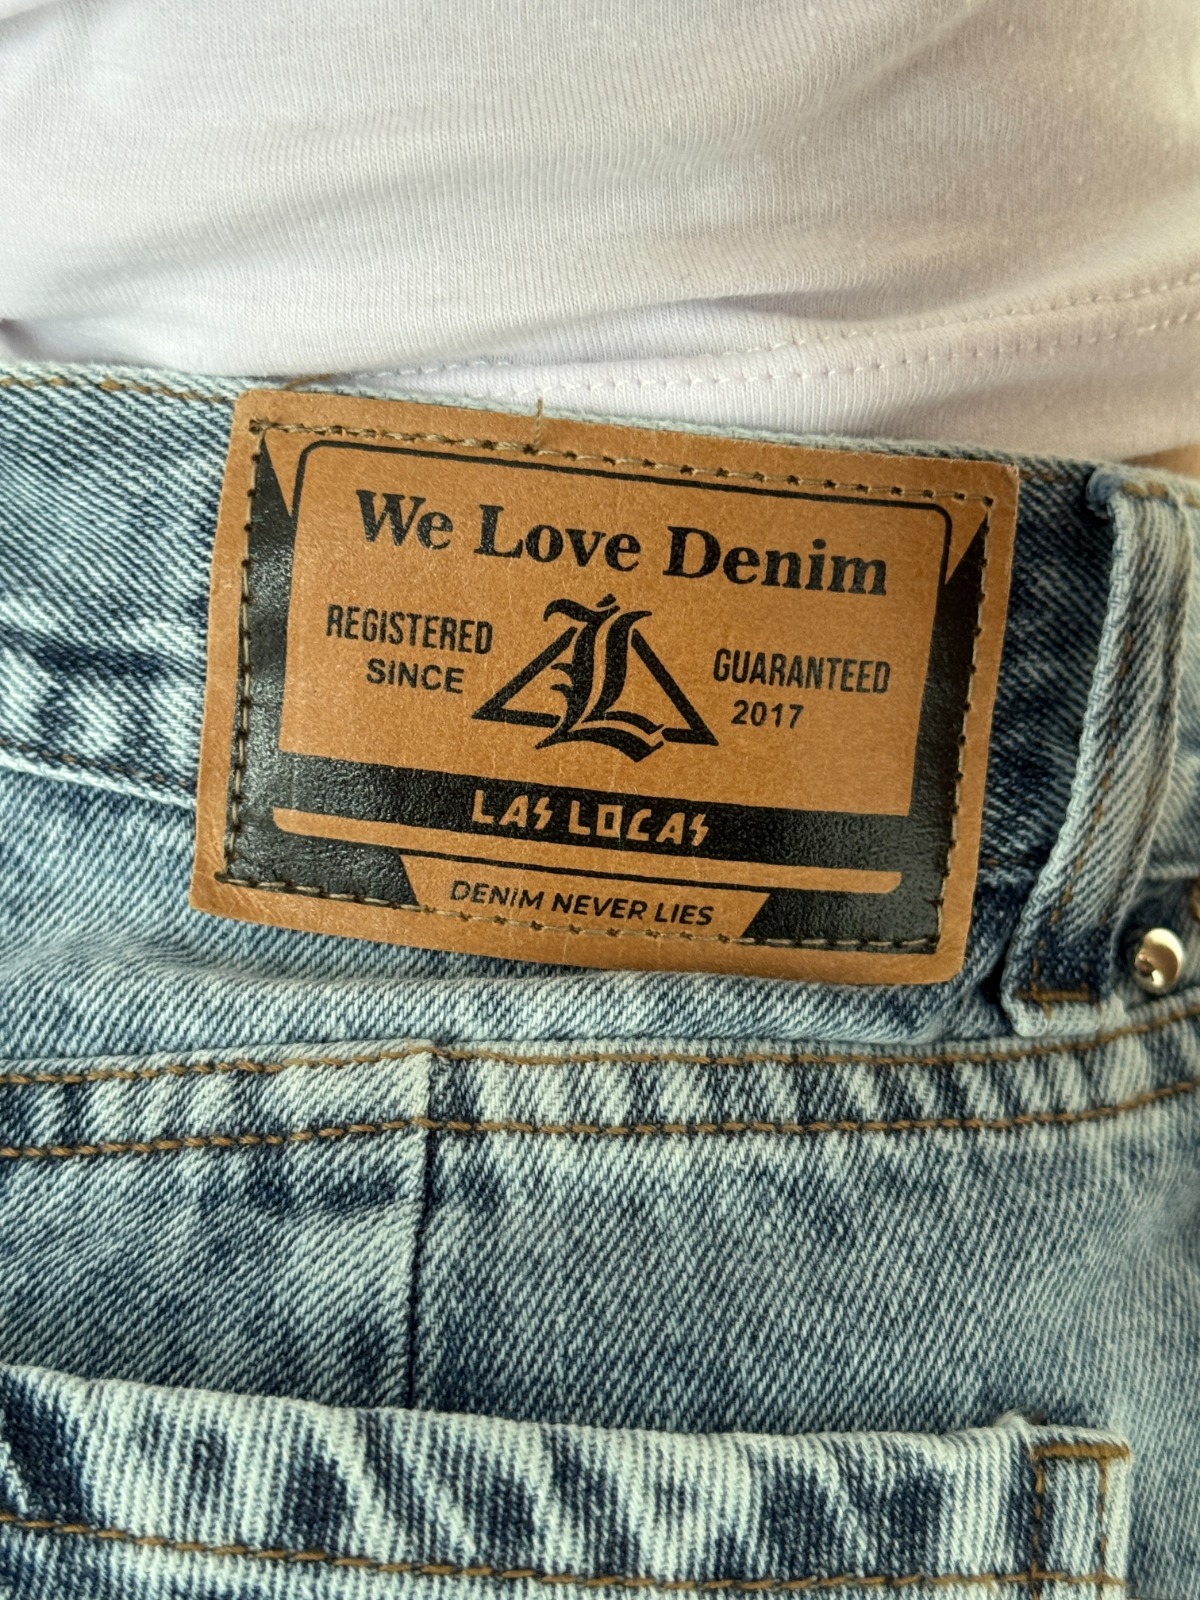 We Love Denim
REGISTERED
SINCE
L
GUARANTEED
2017
LAS LOCAS
DENIM NEVER LIES